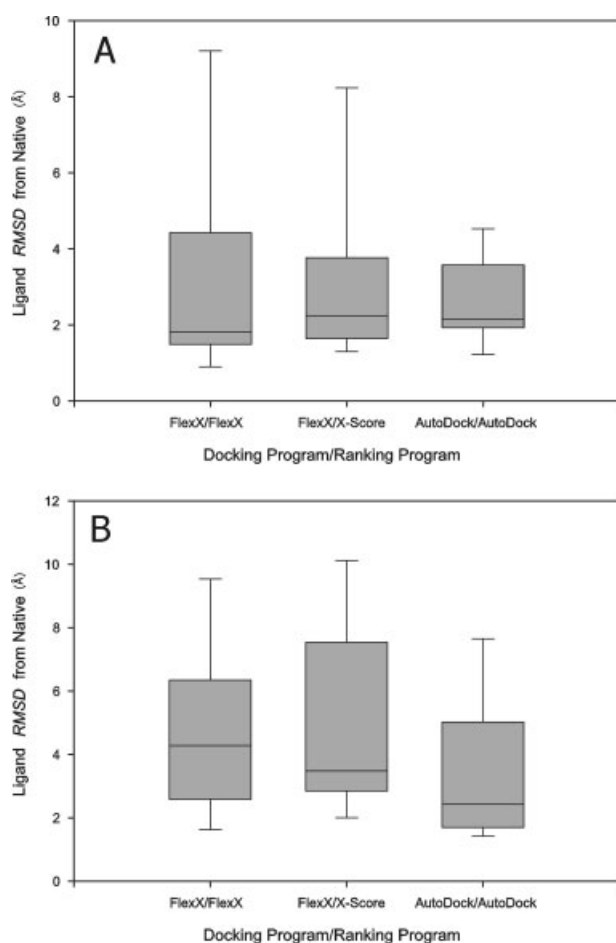 A
10
8
6
4
2
0
Ligand RMSD from Native (Å)
FlexX/FlexX FlexX/X-Score AutoDock/AutoDock
Docking Program/Ranking Program
B
12
10
8
6
4
2
0
Ligand RMSD from Native (Å)
FlexX/FlexX FlexX/X-Score AutoDock/AutoDock
Docking Program/Ranking Program